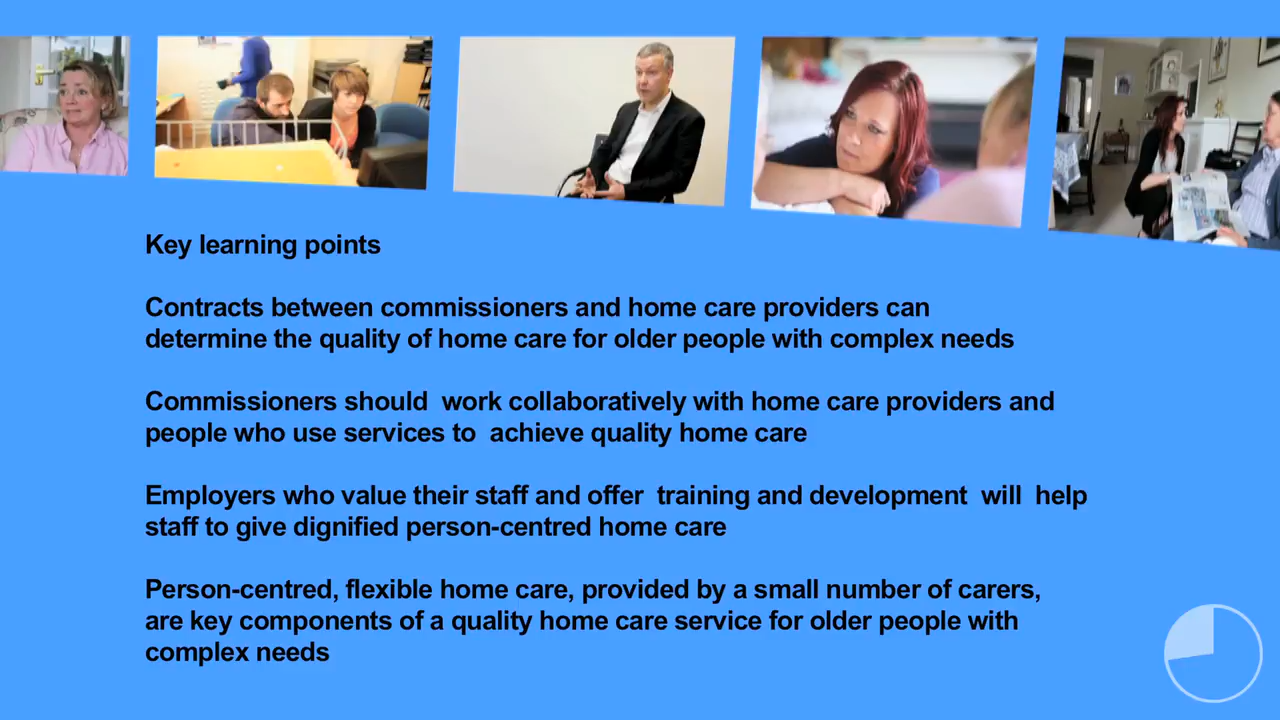 Key learning points
Contracts between commissioners and home care providers can
determine the quality of home care for older people with complex needs
Commissioners should  work collaboratively with home care providers and
people who use services to  achieve quality home care
Employers who value their staff and offer  training and development  will  help
staff to give dignified person-centred home care
Person-centred, flexible home care, provided by a small number of carers,
are key components of a quality home care service for older people with
complex needs